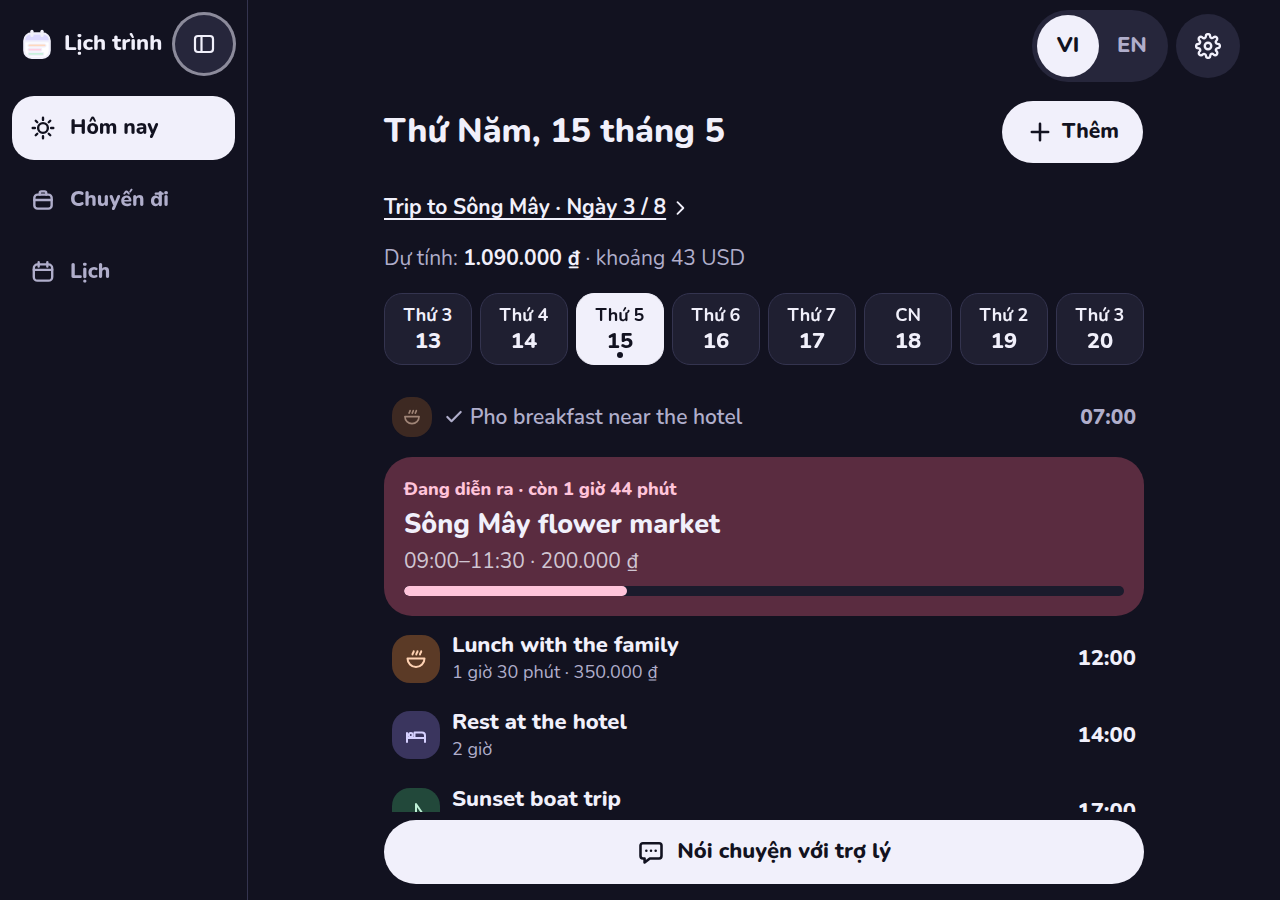 Lịch trình
VI
EN
Hôm nay
Chuyến đi
Lịch
Thứ Năm, 15 tháng 5
Thêm
Trip to Sông Mây · Ngày 3 / 8
Dự tính: 1.090.000 ₫ · khoảng 43 USD
Thứ 3 Thứ 4 Thứ 5 Thứ 6 Thứ 7 CN Thứ 2 Thứ 3
13 14 15 16 17 18 19 20
Pho breakfast near the hotel 07:00
Đang diễn ra · còn 1 giờ 44 phút
Sông Mây flower market
09:00–11:30 · 200.000 ₫
Lunch with the family 12:00
1 giờ 30 phút · 350.000 ₫
Rest at the hotel 14:00
2 giờ
Sunset boat trip 17:00
Nói chuyện với trợ lý